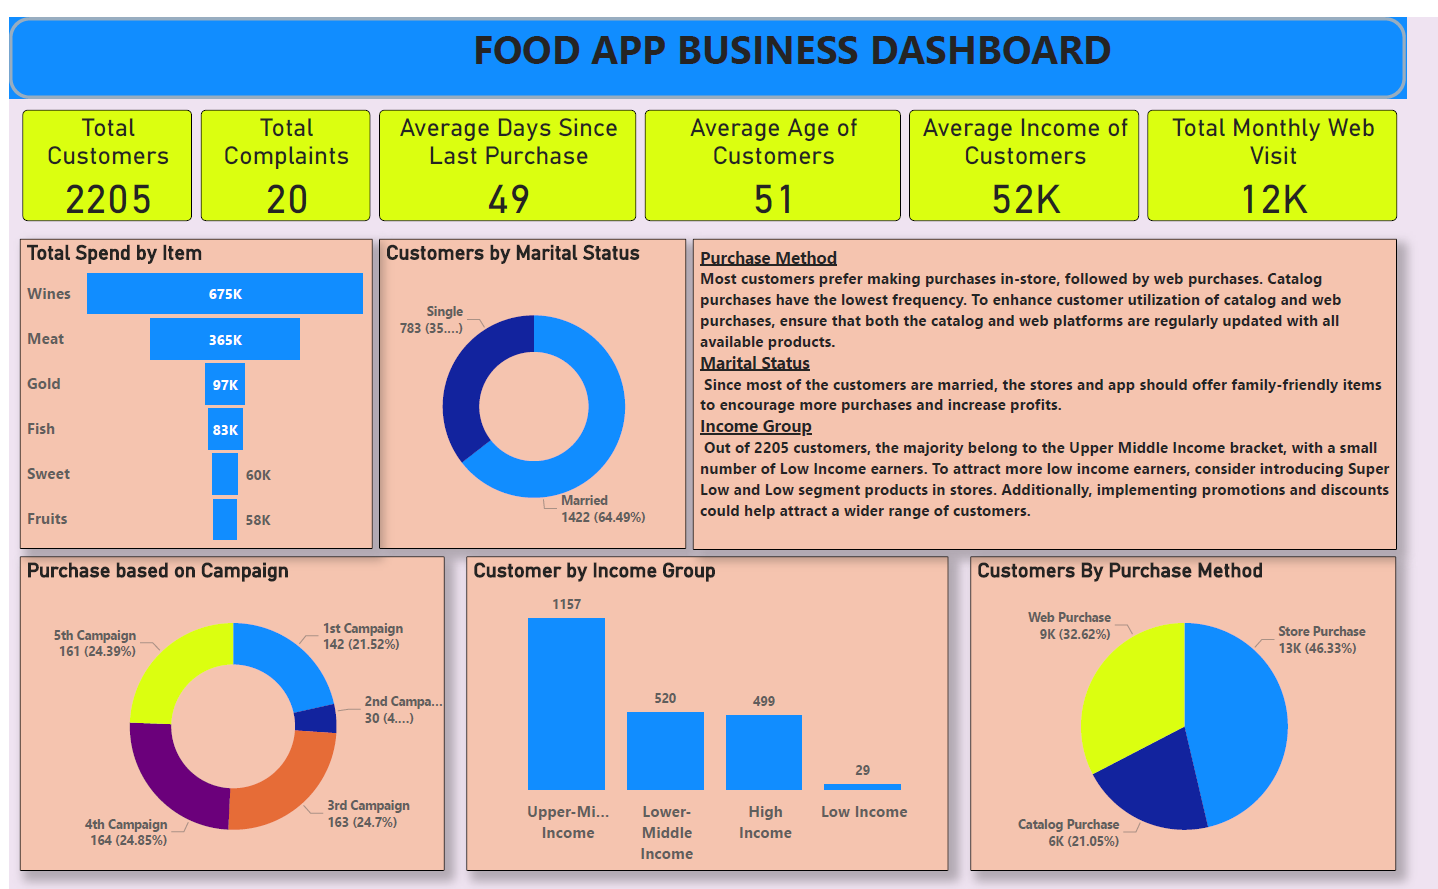 FOOD APP BUSINESS DASHBOARD
Total
Customers
2205
Total
Complaints
20
Average Days Since
Last Purchase
49
Average Age of
Customers
51
Average Income of
Customers
52K
Total Monthly Web
Visit
12K
Total Spend by Item
Wines
675K
Meat
365K
Gold
97K
Fish
83K
Sweet
60K
Fruits
58K
Customers by Marital Status
Single
783 (35....)
Married
1422 (64.49%)
Purchase Method
Most customers prefer making purchases in-store, followed by web purchases. Catalog
purchases have the lowest frequency. To enhance customer utilization of catalog and web
purchases, ensure that both the catalog and web platforms are regularly updated with all
available products.
Marital Status
Since most of the customers are married, the stores and app should offer family-friendly items
to encourage more purchases and increase profits.
Income Group
Out of 2205 customers, the majority belong to the Upper Middle Income bracket, with a small
number of Low Income earners. To attract more low income earners, consider introducing Super
Low and Low segment products in stores. Additionally, implementing promotions and discounts
could help attract a wider range of customers.
Purchase based on Campaign
5th Campaign
161 (24.39%)
1st Campaign
142 (21.52%)
2nd Campa...
30 (4....)
3rd Campaign
163 (24.7%)
4th Campaign
164 (24.85%)
Customer by Income Group
1157
520
499
29
Upper-Mi...
Income
Lower-
Middle
Income
High
Income
Low Income
Customers By Purchase Method
Web Purchase
9K (32.62%)
Store Purchase
13K (46.33%)
Catalog Purchase
6K (21.05%)